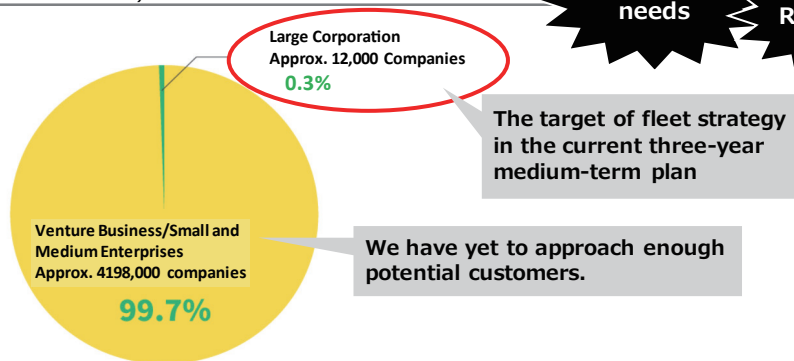 needs
R
Large Corporation
Approx. 12,000 Companies
0.3%
The target of fleet strategy
in the current three-year
medium-term plan
Venture Business/Small and
Medium Enterprises
Approx. 4198,000 companies
99.7%
We have yet to approach enough
potential customers.